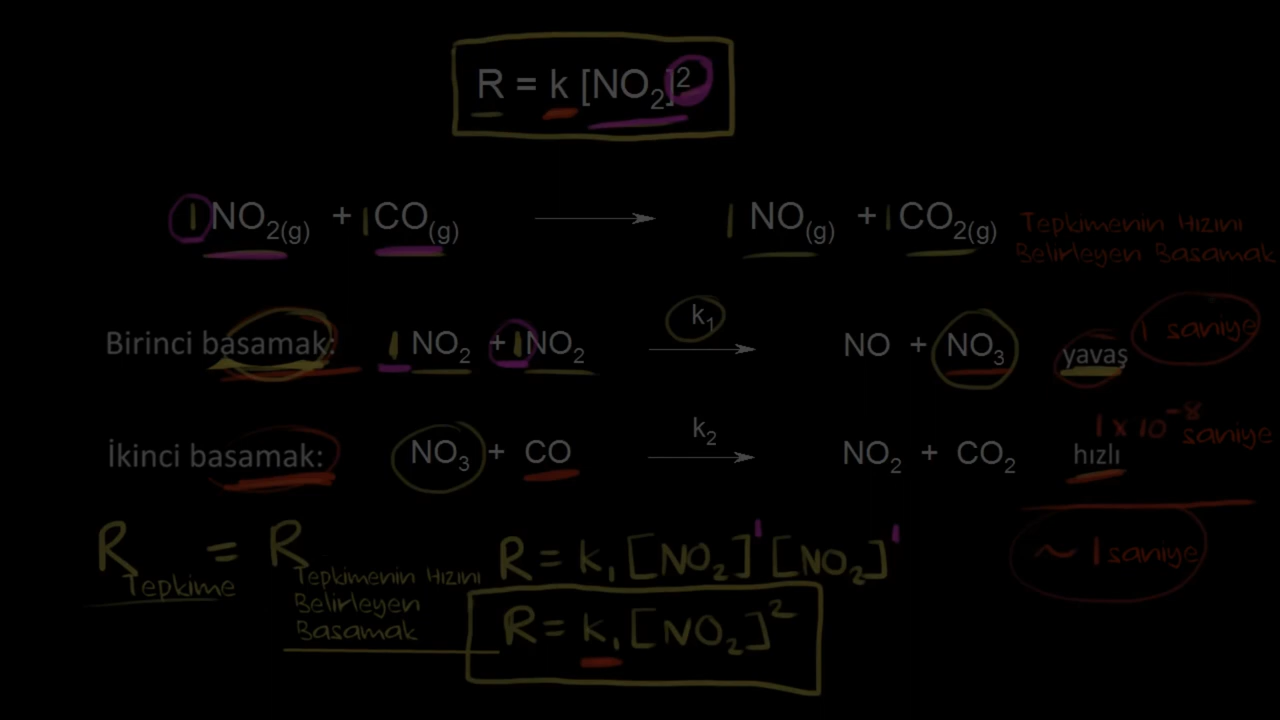 R = k [NO₂]²
1 NO₂(g) + 1 CO(g) → 1 NO(g) + 1 CO₂(g)
Tepkimenin Hızını
Belirleyen Basamak
Birinci basamak: 1 NO₂ + 1 NO₂ k₁ → NO + NO₃ yavaş 1 saniye
İkinci basamak: NO₃ + CO k₂ → NO₂ + CO₂ hızlı 1 x 10⁻⁸ saniye
~ 1 saniye
R Tepkime = R Tepkimenin Hızını
Belirleyen
Basamak
R = k₁ [NO₂]¹ [NO₂]¹
R = k₁ [NO₂]²